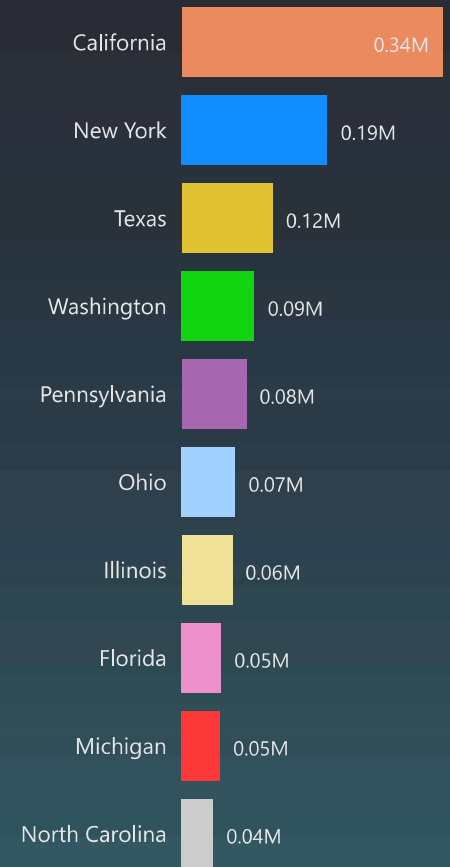 California 0.34M
New York 0.19M
Texas 0.12M
Washington 0.09M
Pennsylvania 0.08M
Ohio 0.07M
Illinois 0.06M
Florida 0.05M
Michigan 0.05M
North Carolina 0.04M